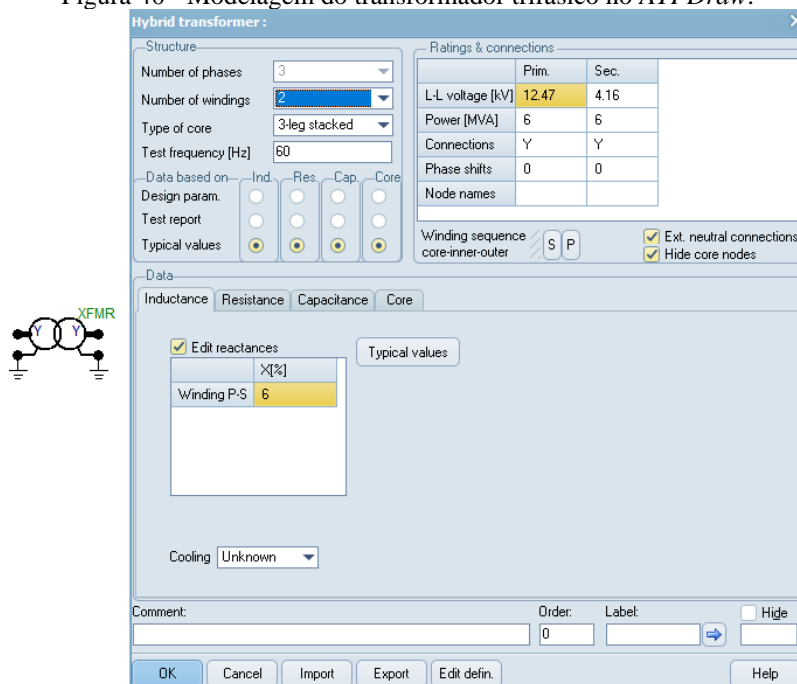 Figura 40 - Modelagem do transformador trifásico no ATP Draw.
Hybrid transformer :
Structure
Number of phases 3
Number of windings 2
Type of core 3-leg stacked
Test frequency [Hz] 60
Data based on Ind. Res. Cap. Core
Design param.
Test report
Typical values
Ratings & connections
Prim. Sec.
L-L voltage [kV] 12.47 4.16
Power [MVA] 6 6
Connections Y Y
Phase shifts 0 0
Node names
Winding sequence
core-inner-outer
S P
Ext. neutral connections
Hide core nodes
Data
Inductance Resistance Capacitance Core
XFMR
Y Y
Edit reactances
Typical values
X[%]
Winding P-S 6
Cooling Unknown
Comment: Order: Label: Hide
0
OK Cancel Import Export Edit defin. Help